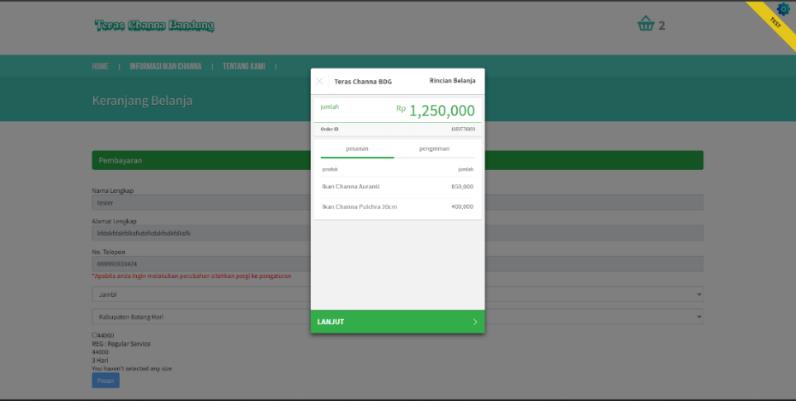 Teras Channa Bandung
2
TEST
HOME | INFORMASI IKAN CHANNA | TENTANG KAMI |
Keranjang Belanja
Teras Channa BDG Rincian Belanja
jumlah Rp 1,250,000
Order ID
pesanan pengiriman
produk jumlah
Ikan Channa Auranti 850,000
Ikan Channa Pulchra 30cm 400,000
LANJUT
Pembayaran
Nama Lengkap
tester
Alamat Lengkap
No. Telepon
*Apabila anda ingin melakukan perubahan silahkan pergi ke pengaturan
Jambi
Kabupaten Batang Hari
44000
REG : Regular Service
44000
3 Hari
You haven't selected any size
Pesan